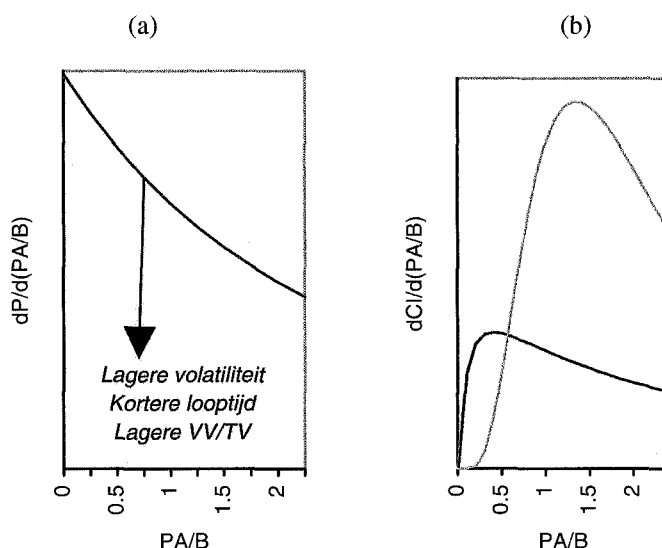 (a)
dP/d(PA/B)
Lagere volatiliteit
Kortere looptijd
Lagere VV/TV
0
0.5
1
1.5
2
PA/B
(b)
dCI/d(PA/B)
0
0.5
1
1.5
2
PA/B